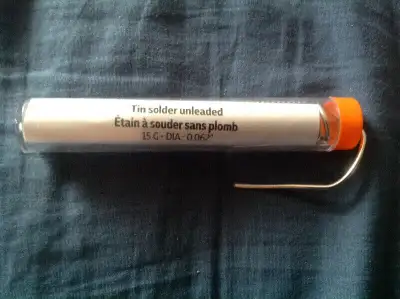 Tin solder unleaded
Étain à souder sans plomb
15 G - DIA - 0.062"